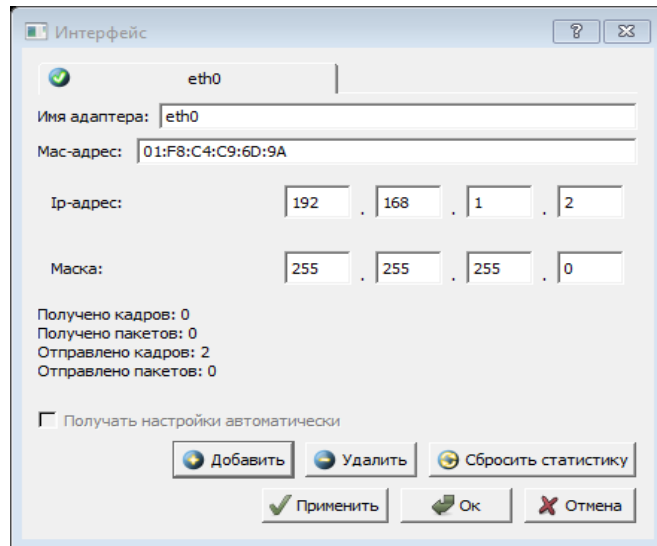 Интерфейс
eth0
Имя адаптера: eth0
Мас-адрес: 01:F8:C4:C9:6D:9A
Ip-адрес: 192 . 168 . 1 . 2
Маска: 255 . 255 . 255 . 0
Получено кадров: 0
Получено пакетов: 0
Отправлено кадров: 2
Отправлено пакетов: 0
Получать настройки автоматически
Добавить Удалить Сбросить статистику
Применить Ок Отмена